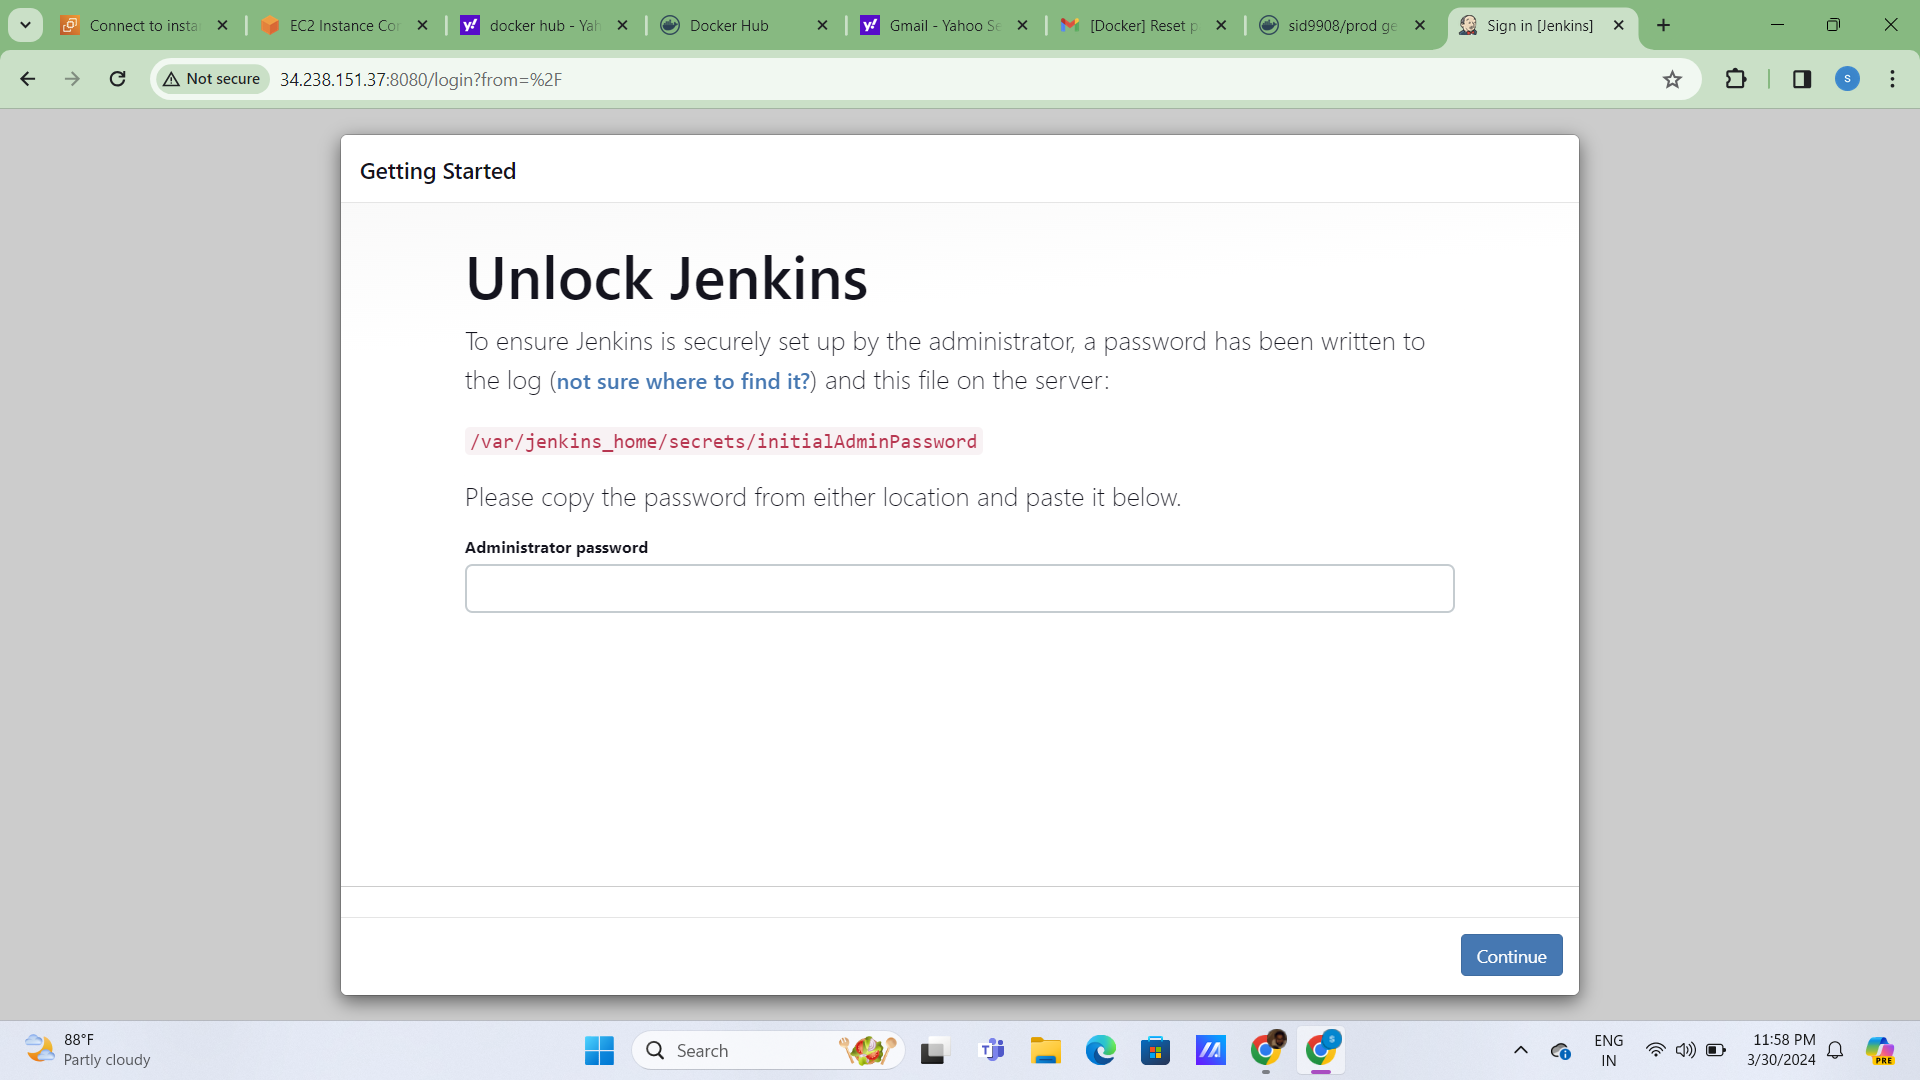 Connect to insta
EC2 Instance Cor
docker hub - Yah
Docker Hub
Gmail - Yahoo Se
[Docker] Reset p
sid9908/prod ge
Sign in [Jenkins]
Not secure
34.238.151.37:8080/login?from=%2F
S
Getting Started
Unlock Jenkins
To ensure Jenkins is securely set up by the administrator, a password has been written to
the log (not sure where to find it?) and this file on the server:
/var/jenkins_home/secrets/initialAdminPassword
Please copy the password from either location and paste it below.
Administrator password
Continue
88°F
Partly cloudy
Search
ENG
IN
11:58 PM
3/30/2024
PRE